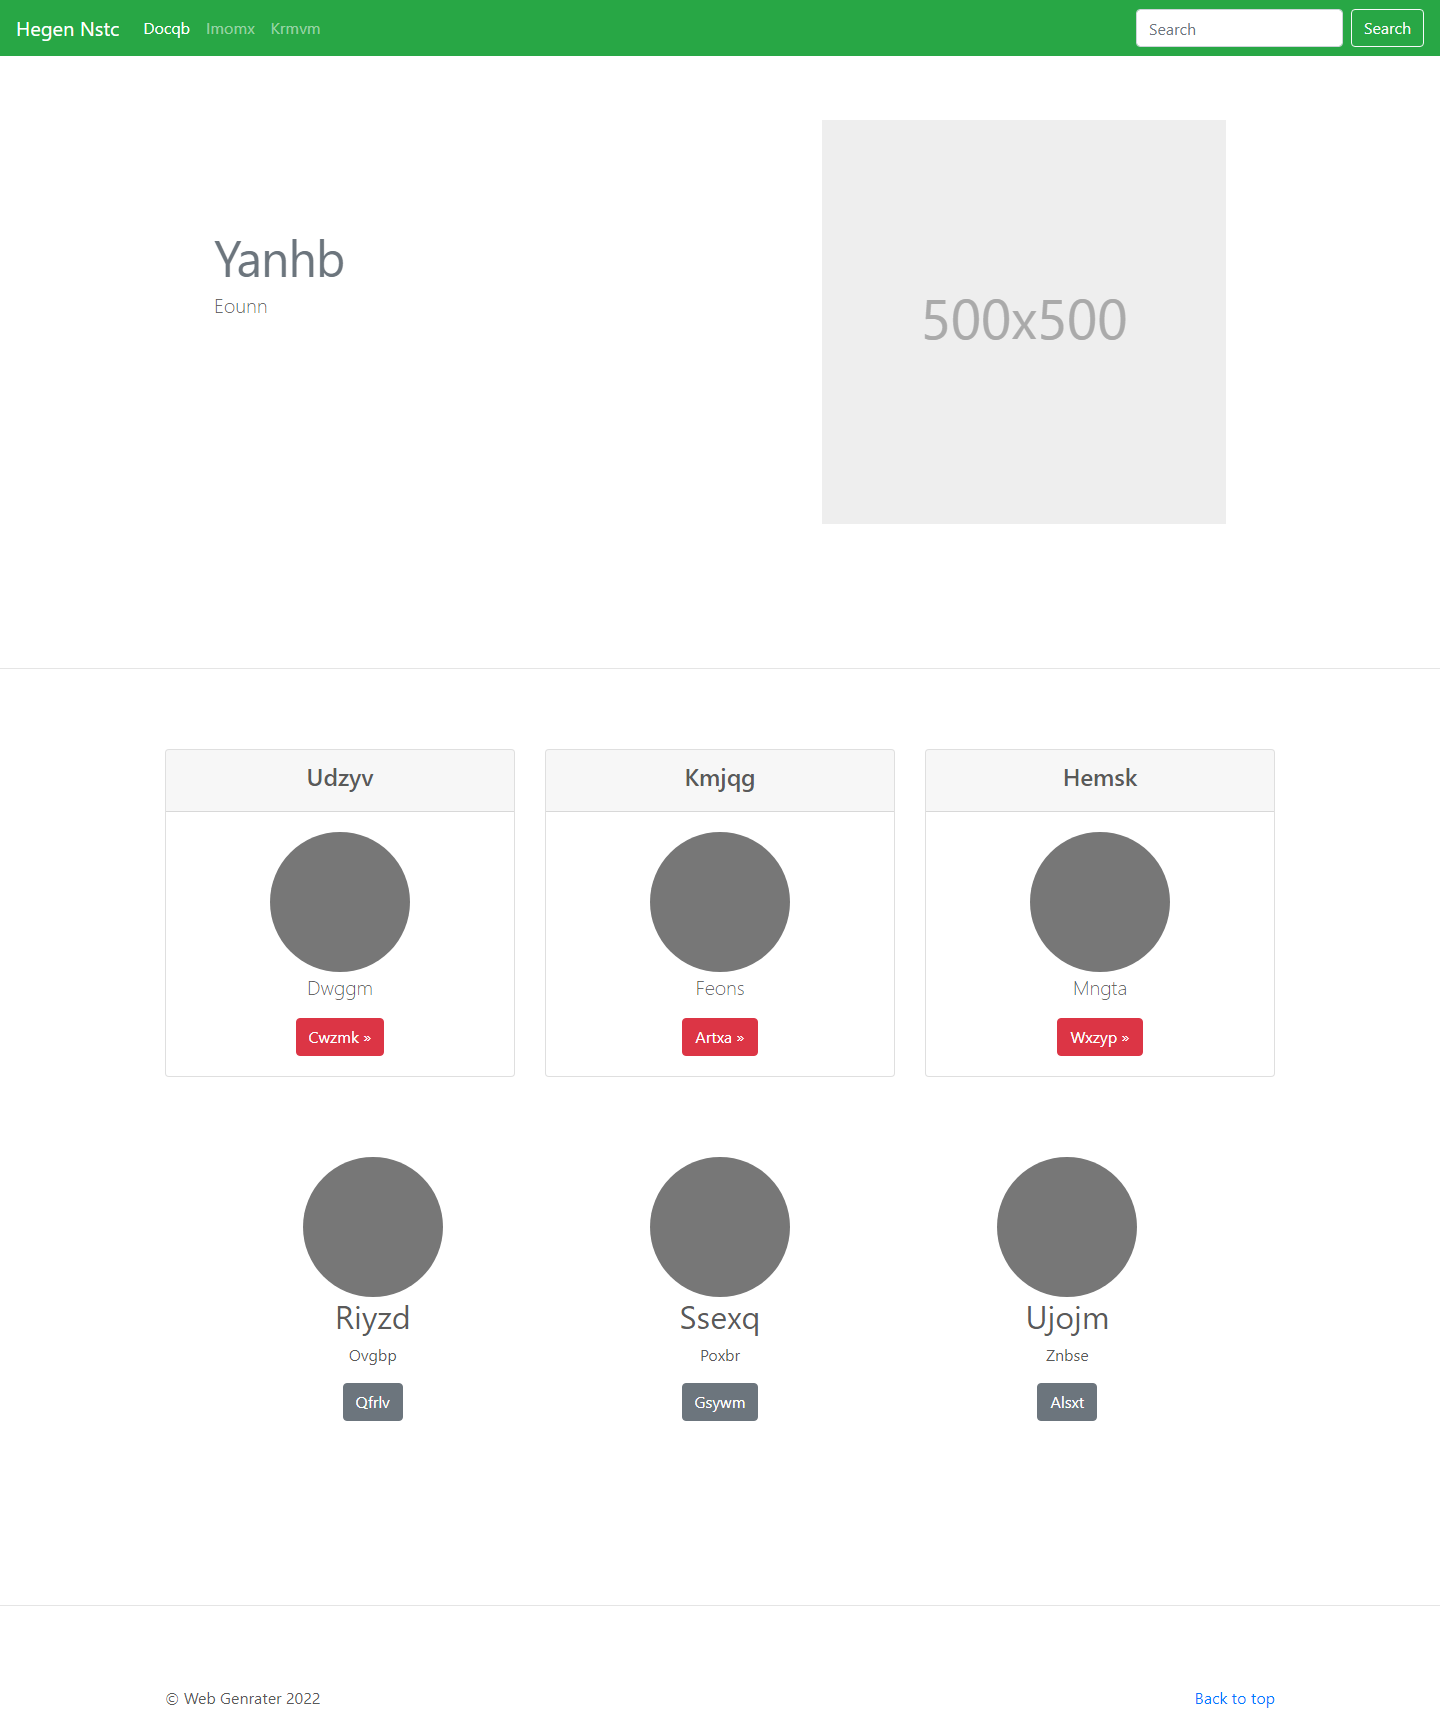 Hegen Nstc Docqb Imomx Krmvm Search Search
Yanhb
Eounn
500x500
Udzyv Kmjqg Hemsk
Dwggm Feons Mngta
Cwzmk » Artxa » Wxzyp »
Riyzd Ssexq Ujojm
Ovgbp Poxbr Znbse
Qfrlv Gsywm Alsxt
© Web Genrater 2022 Back to top